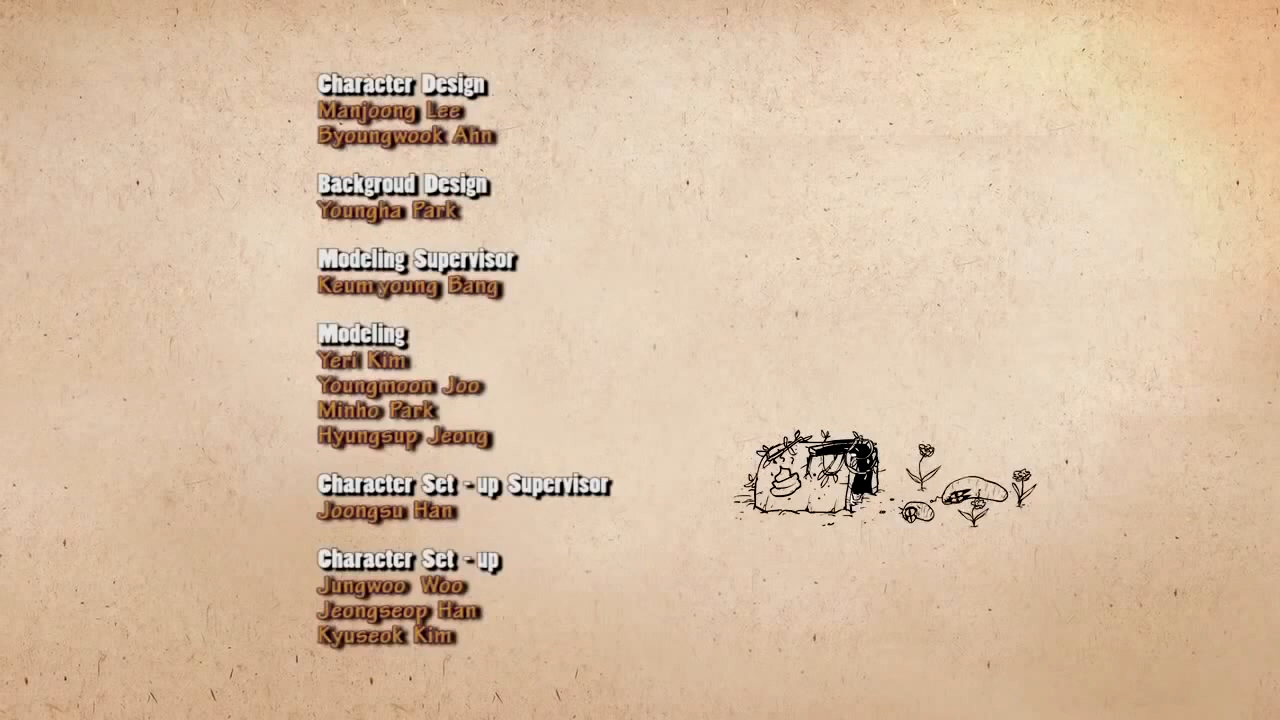 Character Design
Manjoong Lee
Byoungwook Ahn
Backgroud Design
Youngha Park
Modeling Supervisor
Keumyoung Bang
Modeling
Yeri Kim
Youngmoon Joo
Minho Park
Hyungsup Jeong
Character Set - up Supervisor
Joongsu Han
Character Set - up
Jungwoo Woo
Jeongseop Han
Kyuseok Kim